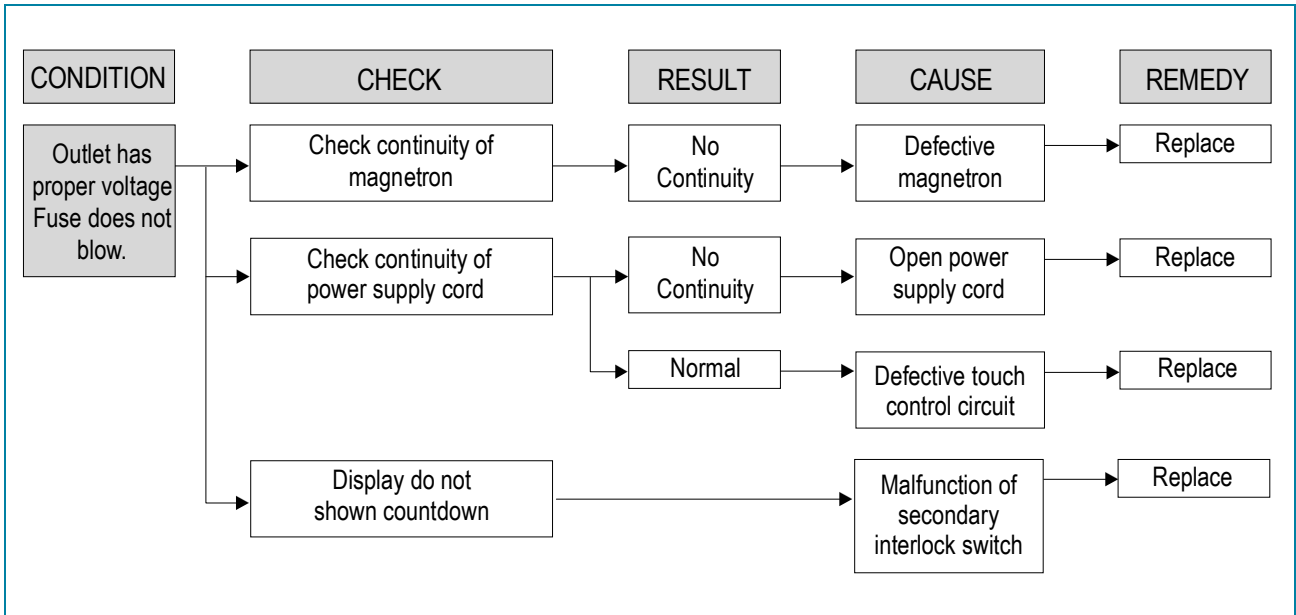 CONDITION
CHECK
RESULT
CAUSE
REMEDY
Outlet has
proper voltage
Fuse does not
blow.
Check continuity of
magnetron
No
Continuity
Defective
magnetron
Replace
Check continuity of
power supply cord
No
Continuity
Open power
supply cord
Replace
Normal
Defective touch
control circuit
Replace
Display do not
shown countdown
Malfunction of
secondary
interlock switch
Replace